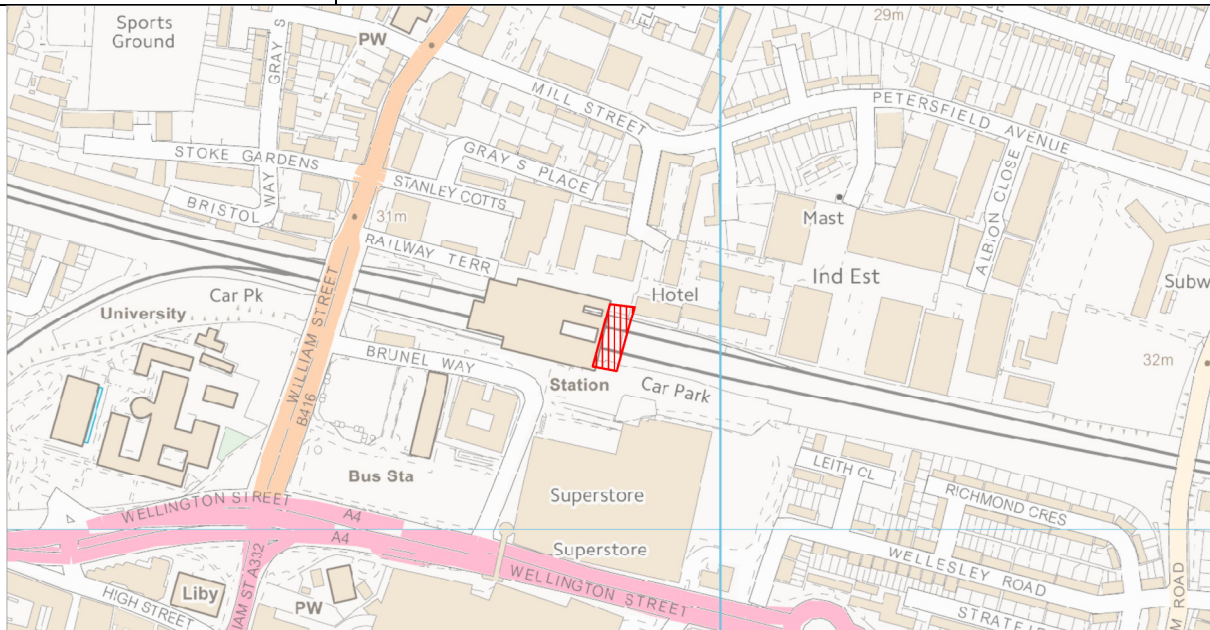 Sports
Ground
GRAY S
PW
29m
MILL STREET
PETERSFIELD AVENUE
STOKE GARDENS
GRAY S PLACE
ALBION CLOSE
WAY
STANLEY COTTS
BRISTOL
31m
Mast
RAILWAY TERR
Ind Est
Subw
Car Pk
Hotel
University
WILLIAM STREET
B416
BRUNEL WAY
32m
Station
Car Park
LEITH CL
Bus Sta
RICHMOND CRES
Superstore
WELLINGTON STREET
A4
A4
Superstore
WELLESLEY ROAD
WELLINGTON STREET
Liby
HIGH STREET
IAM ST A332
PW
STRATF
M ROAD